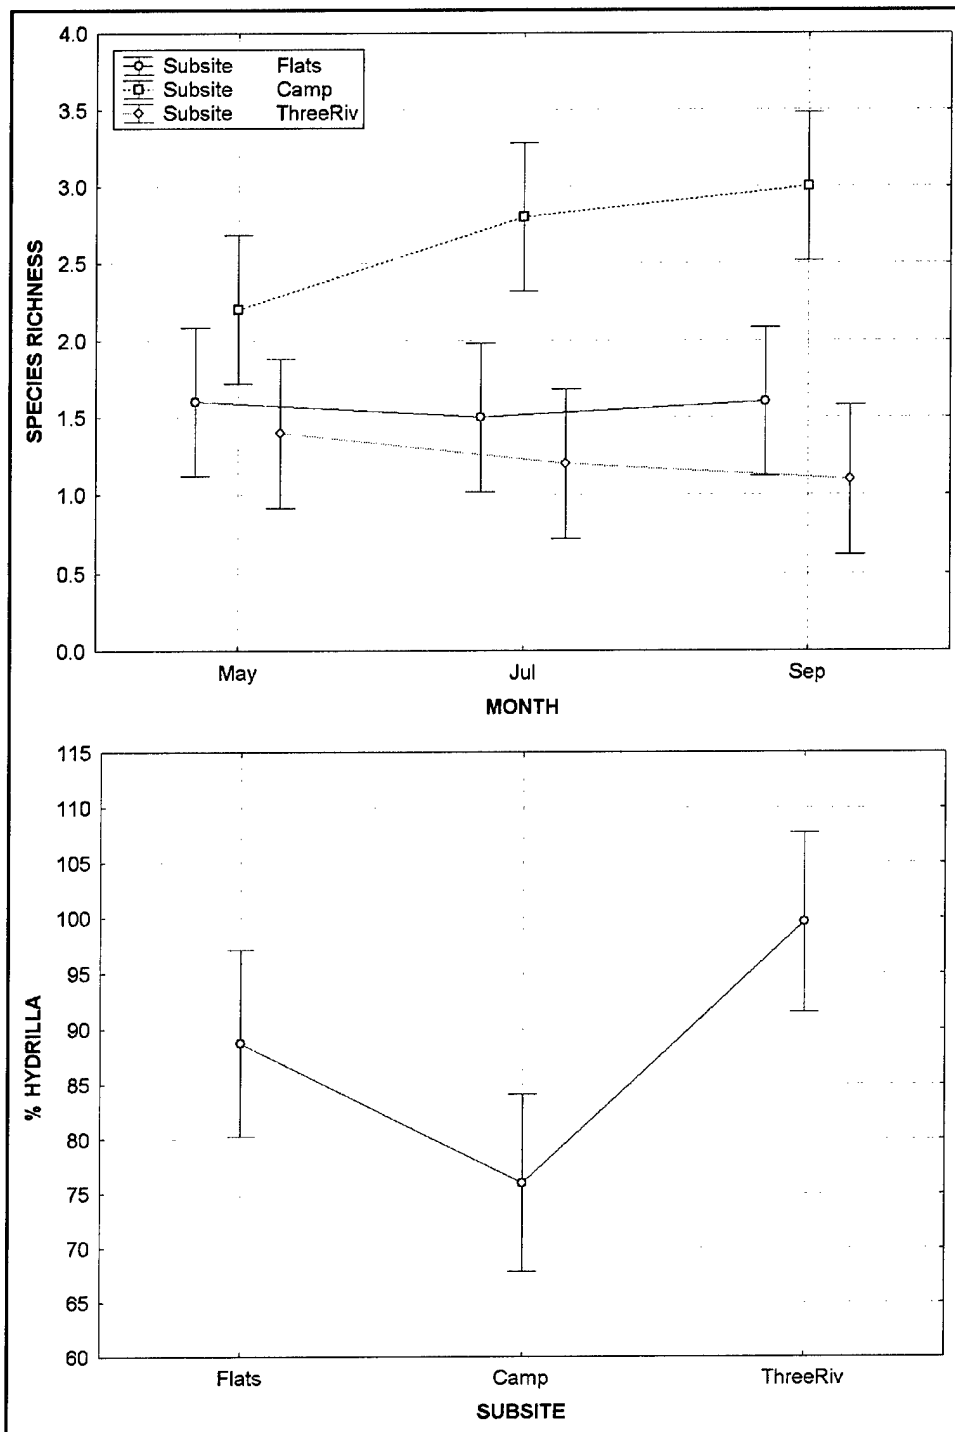 4.0
3.5
3.0
2.5
2.0
1.5
1.0
0.5
0.0
SPECIES RICHNESS
Subsite Flats
Subsite Camp
Subsite ThreeRiv
May Jul Sep
MONTH
115
110
105
100
95
90
85
80
75
70
65
60
% HYDRILLA
Flats Camp ThreeRiv
SUBSITE